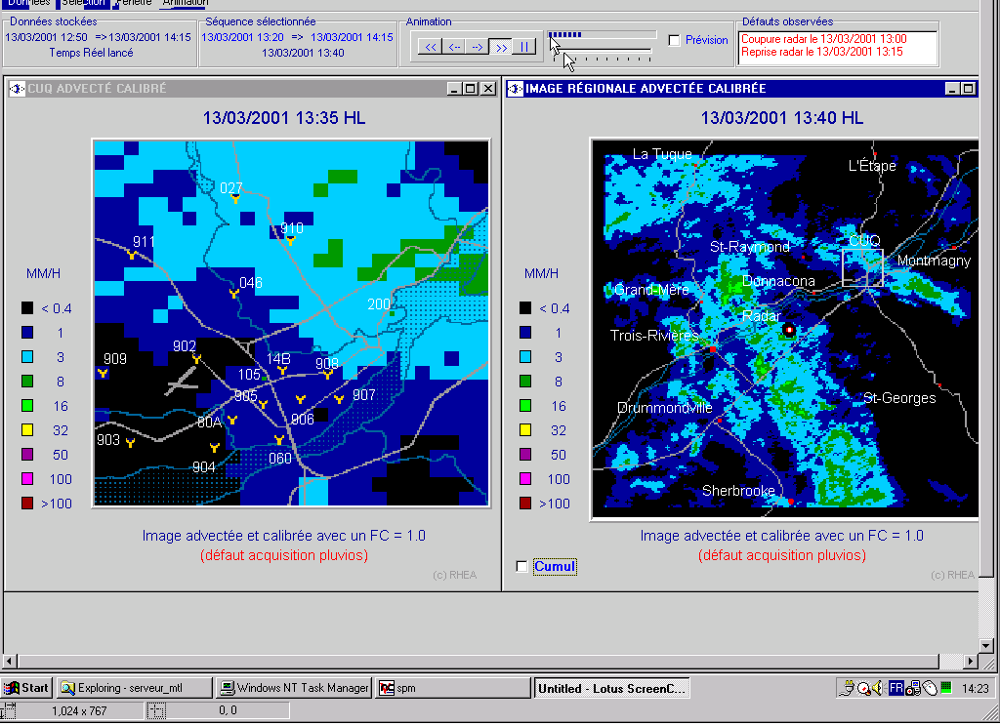 Données Sélection Fenêtre Animation
Données stockées
13/03/2001 12:50 =>13/03/2001 14:15
Temps Réel lancé
Séquence sélectionnée
13/03/2001 13:20 => 13/03/2001 14:15
13/03/2001 13:40
Animation
<< <-- --> >> ||
Prévision
Défauts observées
Coupure radar le 13/03/2001 13:00
Reprise radar le 13/03/2001 13:15
CUQ ADVECTÉ CALIBRÉ
13/03/2001 13:35 HL
MM/H
< 0.4
1
3
8
16
32
50
100
>100
027
910
911
046
200
902
909
14B
908
105
905
907
80A
906
903
060
904
Image advectée et calibrée avec un FC = 1.0
(défaut acquisition pluvios)
(c) RHEA
IMAGE RÉGIONALE ADVECTÉE CALIBRÉE
13/03/2001 13:40 HL
MM/H
< 0.4
1
3
8
16
32
50
100
>100
La Tuque
L'Étape
CUQ
St-Raymond
Montmagny
Donnacona
Grand-Mère
Radar
Trois-Rivières
St-Georges
Drummondville
Sherbrooke
Image advectée et calibrée avec un FC = 1.0
(défaut acquisition pluvios)
Cumul
(c) RHEA
Start
Exploring - serveur_mtl
Windows NT Task Manager
spm
Untitled - Lotus ScreenC...
FR
14:23
1,024 x 767
0, 0